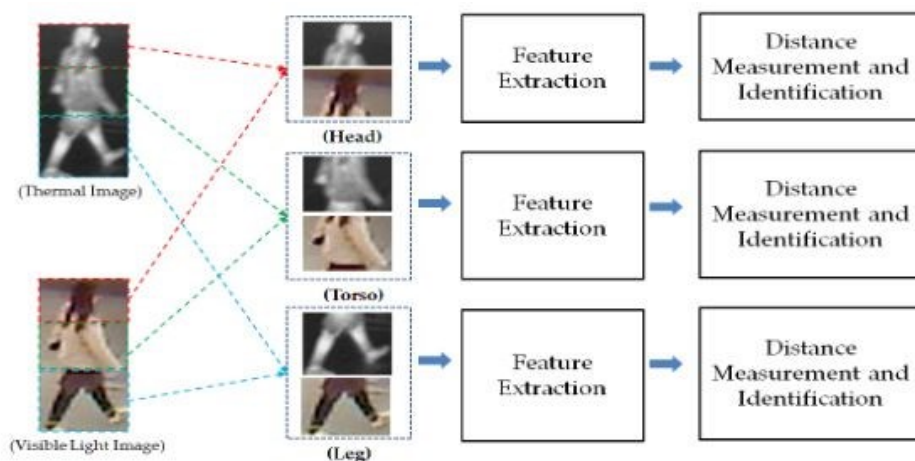 (Thermal Image)
(Visible Light Image)
(Head)
Feature
Extraction
Distance
Measurement and
Identification
(Torso)
Feature
Extraction
Distance
Measurement and
Identification
(Leg)
Feature
Extraction
Distance
Measurement and
Identification